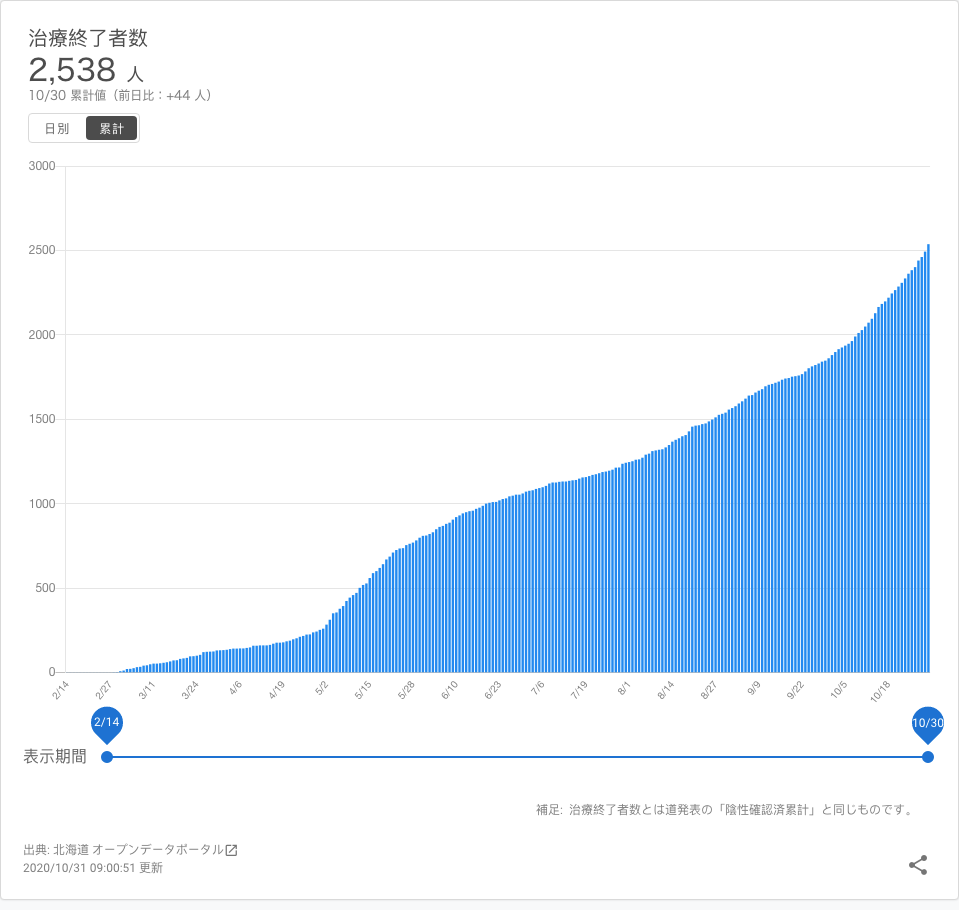 治療終了者数
2,538 人
10/30 累計値（前日比：+44 人）
日別 累計
3000
2500
2000
1500
1000
500
0
2/14 2/27 3/11 3/24 4/6 4/19 5/2 5/15 5/28 6/10 6/23 7/6 7/19 8/1 8/14 8/27 9/9 9/22 10/5 10/18
2/14 10/30
表示期間
補足: 治療終了者数とは道発表の「陰性確認済累計」と同じものです。
出典: 北海道 オープンデータポータル
2020/10/31 09:00:51 更新